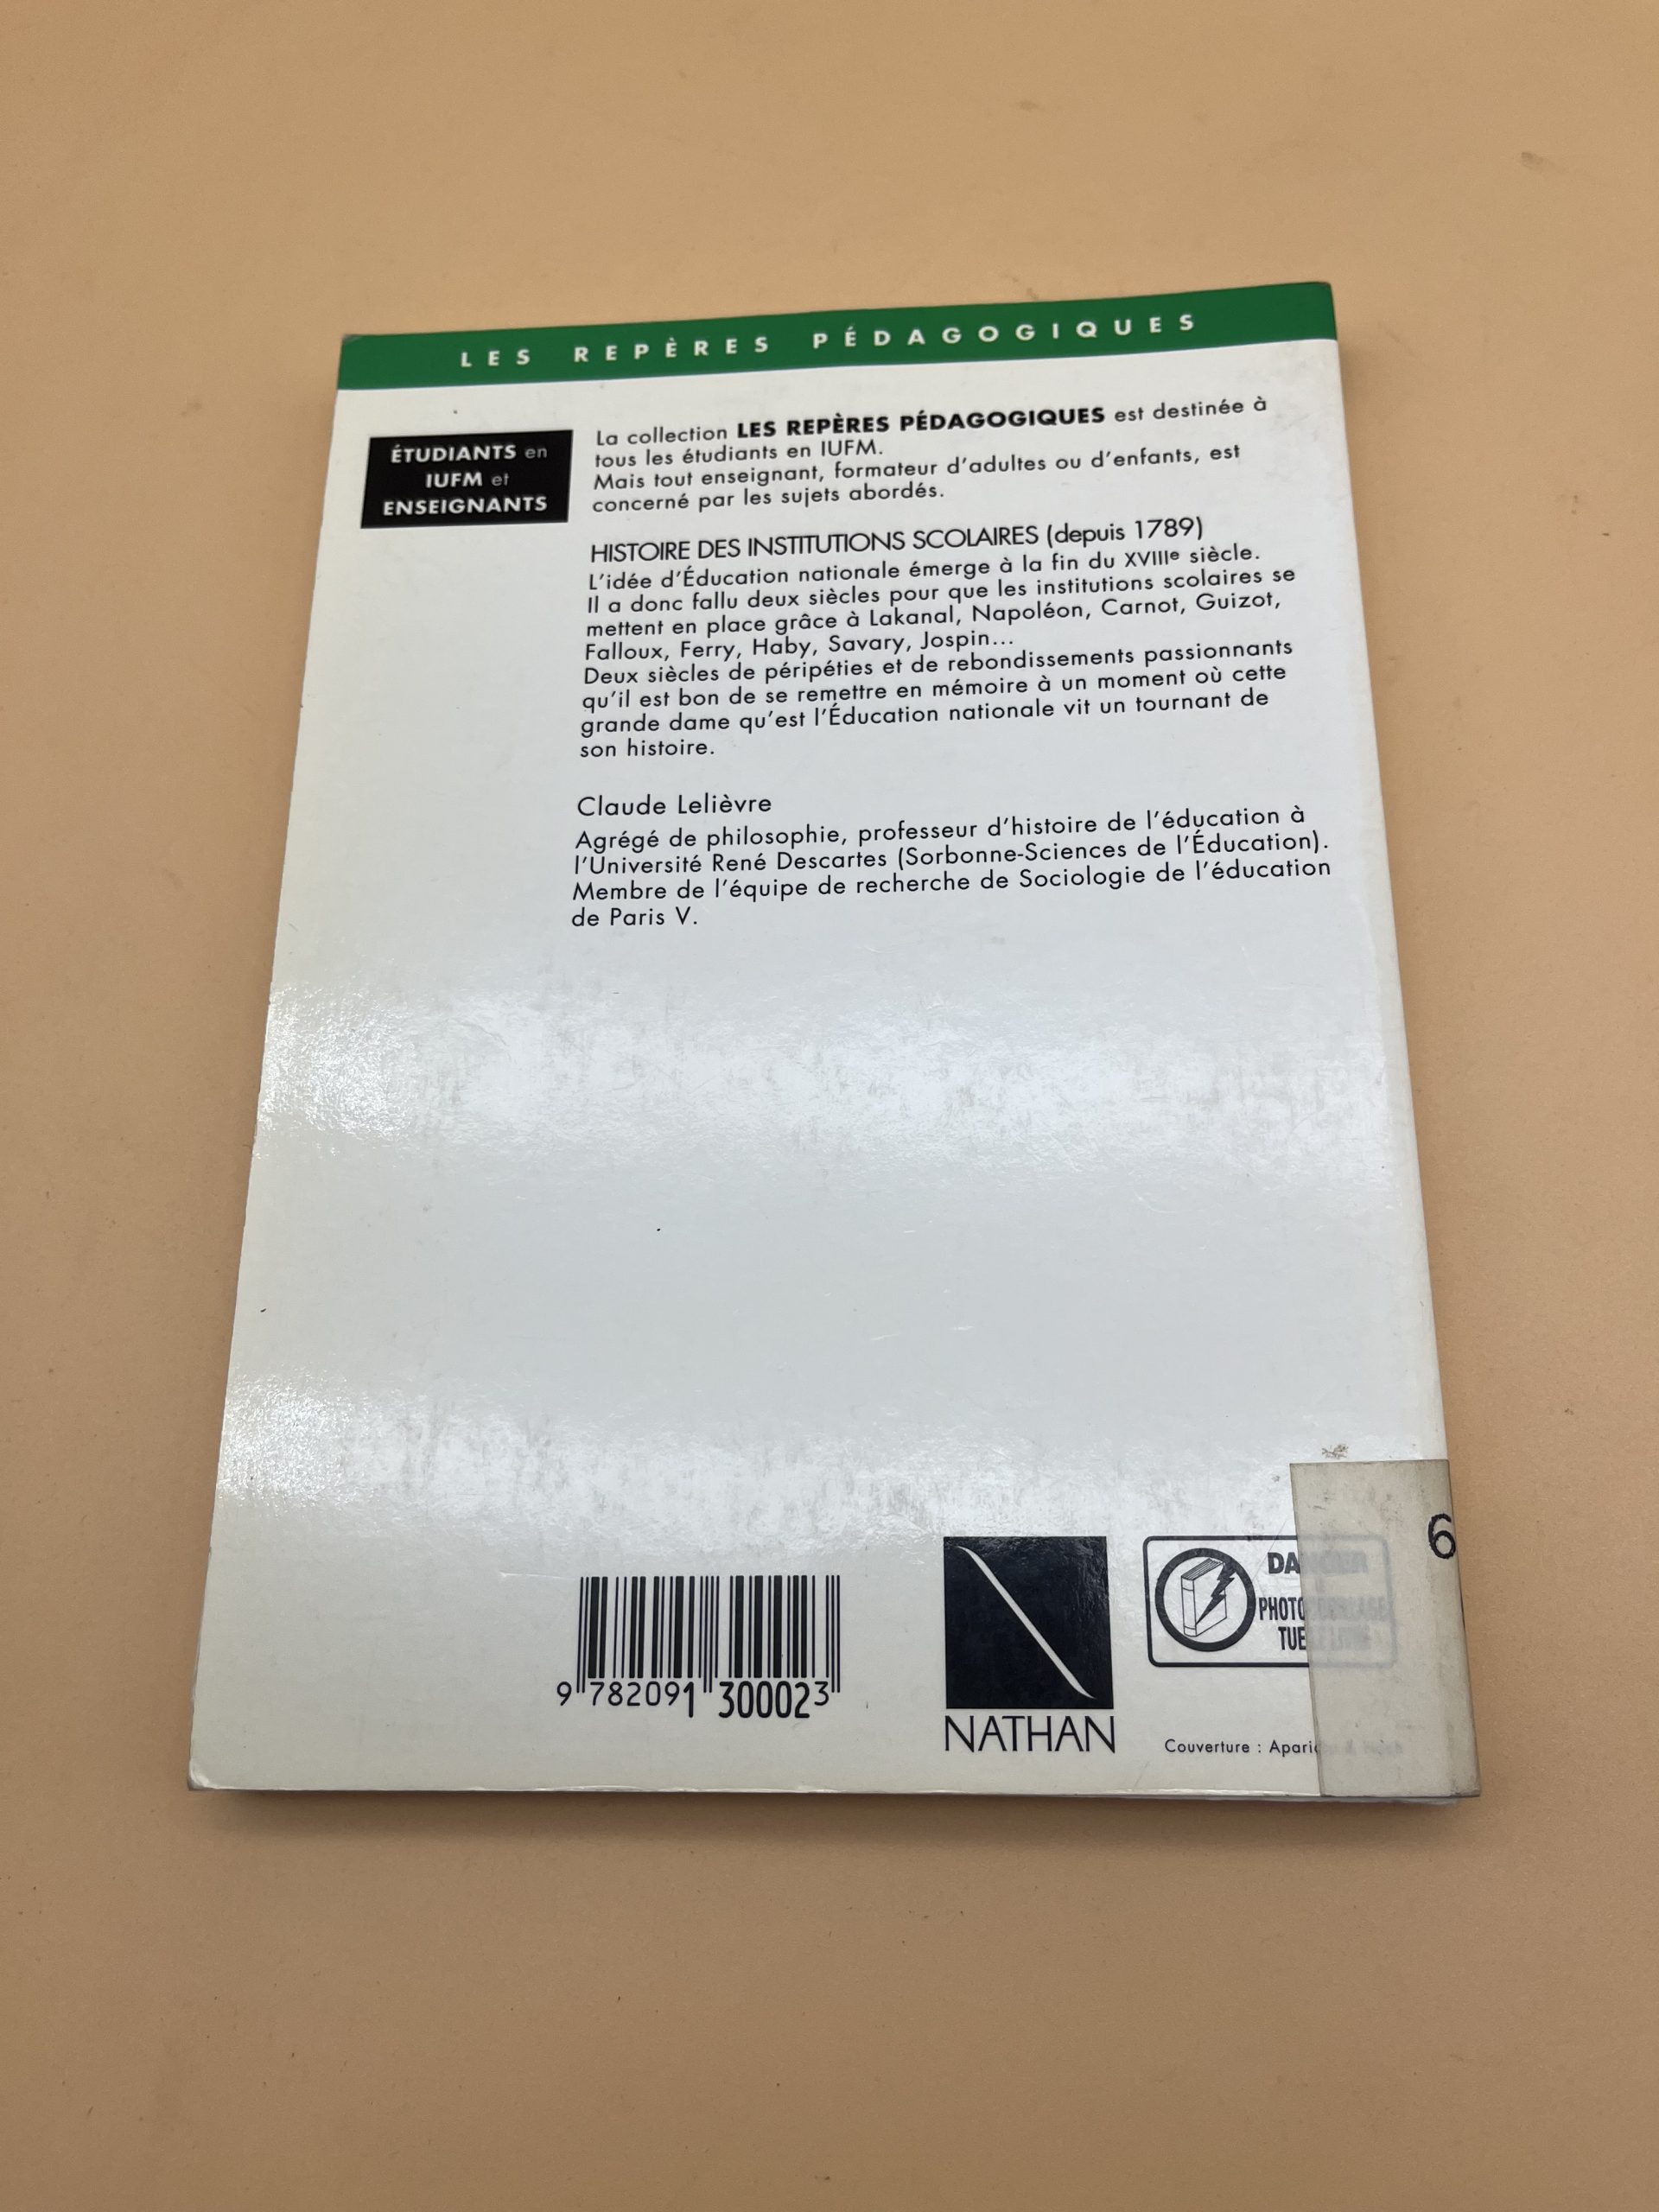 LES REPÈRES PÉDAGOGIQUES
ÉTUDIANTS en
IUFM et
ENSEIGNANTS
La collection LES REPÈRES PÉDAGOGIQUES est destinée à
tous les étudiants en IUFM.
Mais tout enseignant, formateur d'adultes ou d'enfants, est
concerné par les sujets abordés.
HISTOIRE DES INSTITUTIONS SCOLAIRES (depuis 1789)
L'idée d'Éducation nationale émerge à la fin du XVIIIe siècle.
Il a donc fallu deux siècles pour que les institutions scolaires se
mettent en place grâce à Lakanal, Napoléon, Carnot, Guizot,
Falloux, Ferry, Haby, Savary, Jospin...
Deux siècles de péripéties et de rebondissements passionnants
qu'il est bon de se remettre en mémoire à un moment où cette
grande dame qu'est l'Éducation nationale vit un tournant de
son histoire.
Claude Lelièvre
Agrégé de philosophie, professeur d'histoire de l'éducation à
l'Université René Descartes (Sorbonne-Sciences de l'Éducation).
Membre de l'équipe de recherche de Sociologie de l'éducation
de Paris V.
6
DANGER
PHOTOCOPILLAGE
TUE LE LIVRE
9 782091 300023
NATHAN
Couverture :